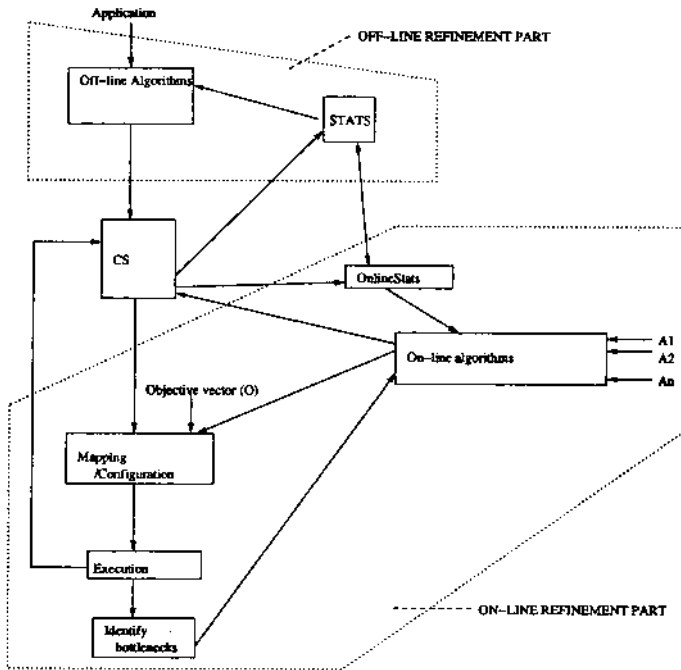 Application
OFF-LINE REFINEMENT PART
Off-line Algorithms
STATS
CS
OnlineStats
On-line algorithms
A1
A2
An
Objective vector (O)
Mapping
/Configuration
Execution
Identify
bottlenecks
ON-LINE REFINEMENT PART